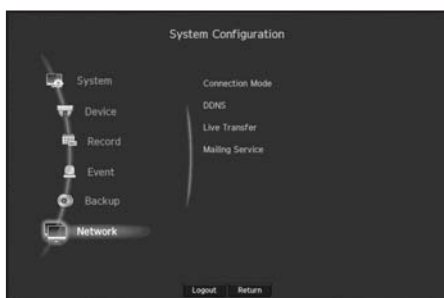 System Configuration
System
Device
Record
Event
Backup
Network
Connection Mode
DDNS
Live Transfer
Mailing Service
Logout Return